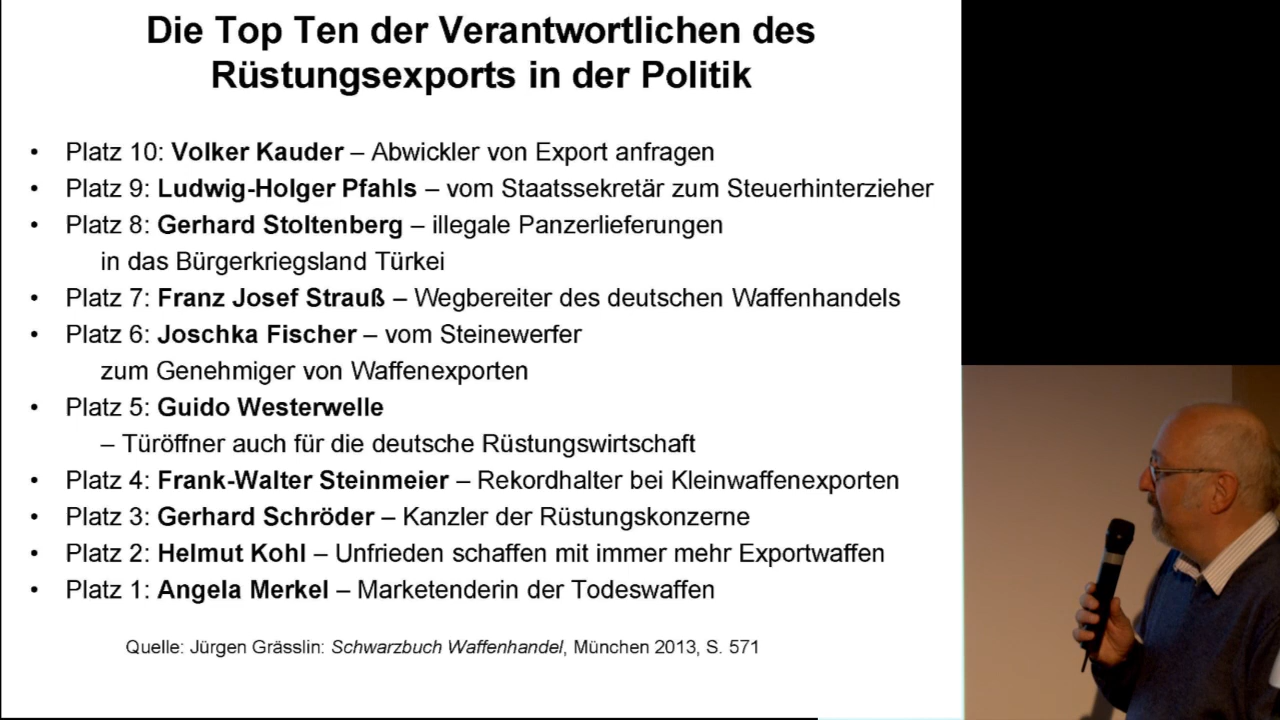 Die Top Ten der Verantwortlichen des
Rüstungsexports in der Politik
• Platz 10: Volker Kauder – Abwickler von Export anfragen
• Platz 9: Ludwig-Holger Pfahls – vom Staatssekretär zum Steuerhinterzieher
• Platz 8: Gerhard Stoltenberg – illegale Panzerlieferungen
in das Bürgerkriegsland Türkei
• Platz 7: Franz Josef Strauß – Wegbereiter des deutschen Waffenhandels
• Platz 6: Joschka Fischer – vom Steinewerfer
zum Genehmiger von Waffenexporten
• Platz 5: Guido Westerwelle
– Türöffner auch für die deutsche Rüstungswirtschaft
• Platz 4: Frank-Walter Steinmeier – Rekordhalter bei Kleinwaffenexporten
• Platz 3: Gerhard Schröder – Kanzler der Rüstungskonzerne
• Platz 2: Helmut Kohl – Unfrieden schaffen mit immer mehr Exportwaffen
• Platz 1: Angela Merkel – Marketenderin der Todeswaffen
Quelle: Jürgen Grässlin: Schwarzbuch Waffenhandel, München 2013, S. 571